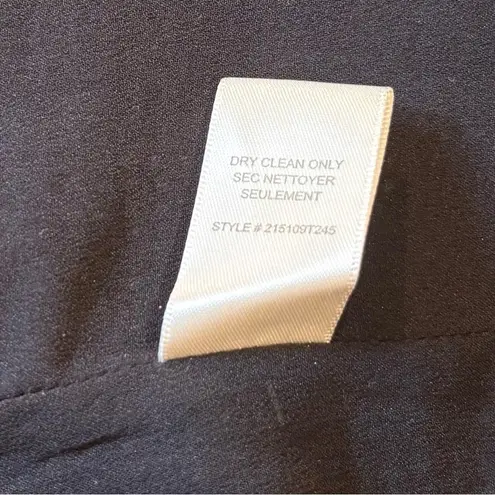 DRY CLEAN ONLY
SEC NETTOYER
SEULEMENT
STYLE # 215109T245